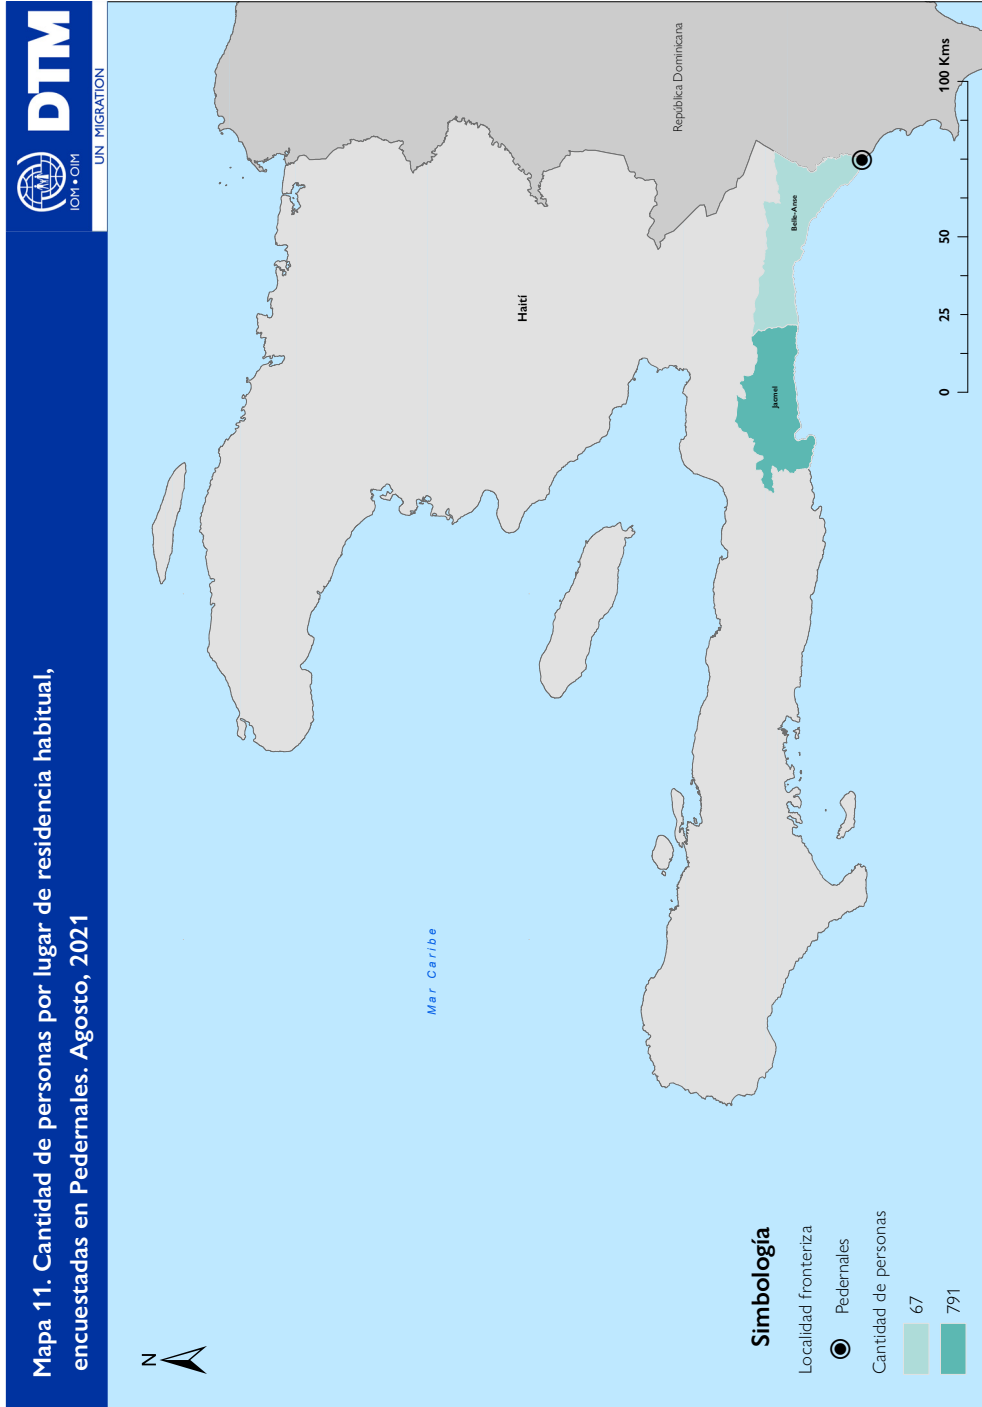 Mapa 11. Cantidad de personas por lugar de residencia habitual,
encuestadas en Pedernales. Agosto, 2021
IOM • OIM
DTM
UN MIGRATION
N
Mar Caribe
Haití
República Dominicana
Jacmel
Belle-Anse
Simbología
Localidad fronteriza
Pedernales
Cantidad de personas
67
791
0 25 50 100 Kms